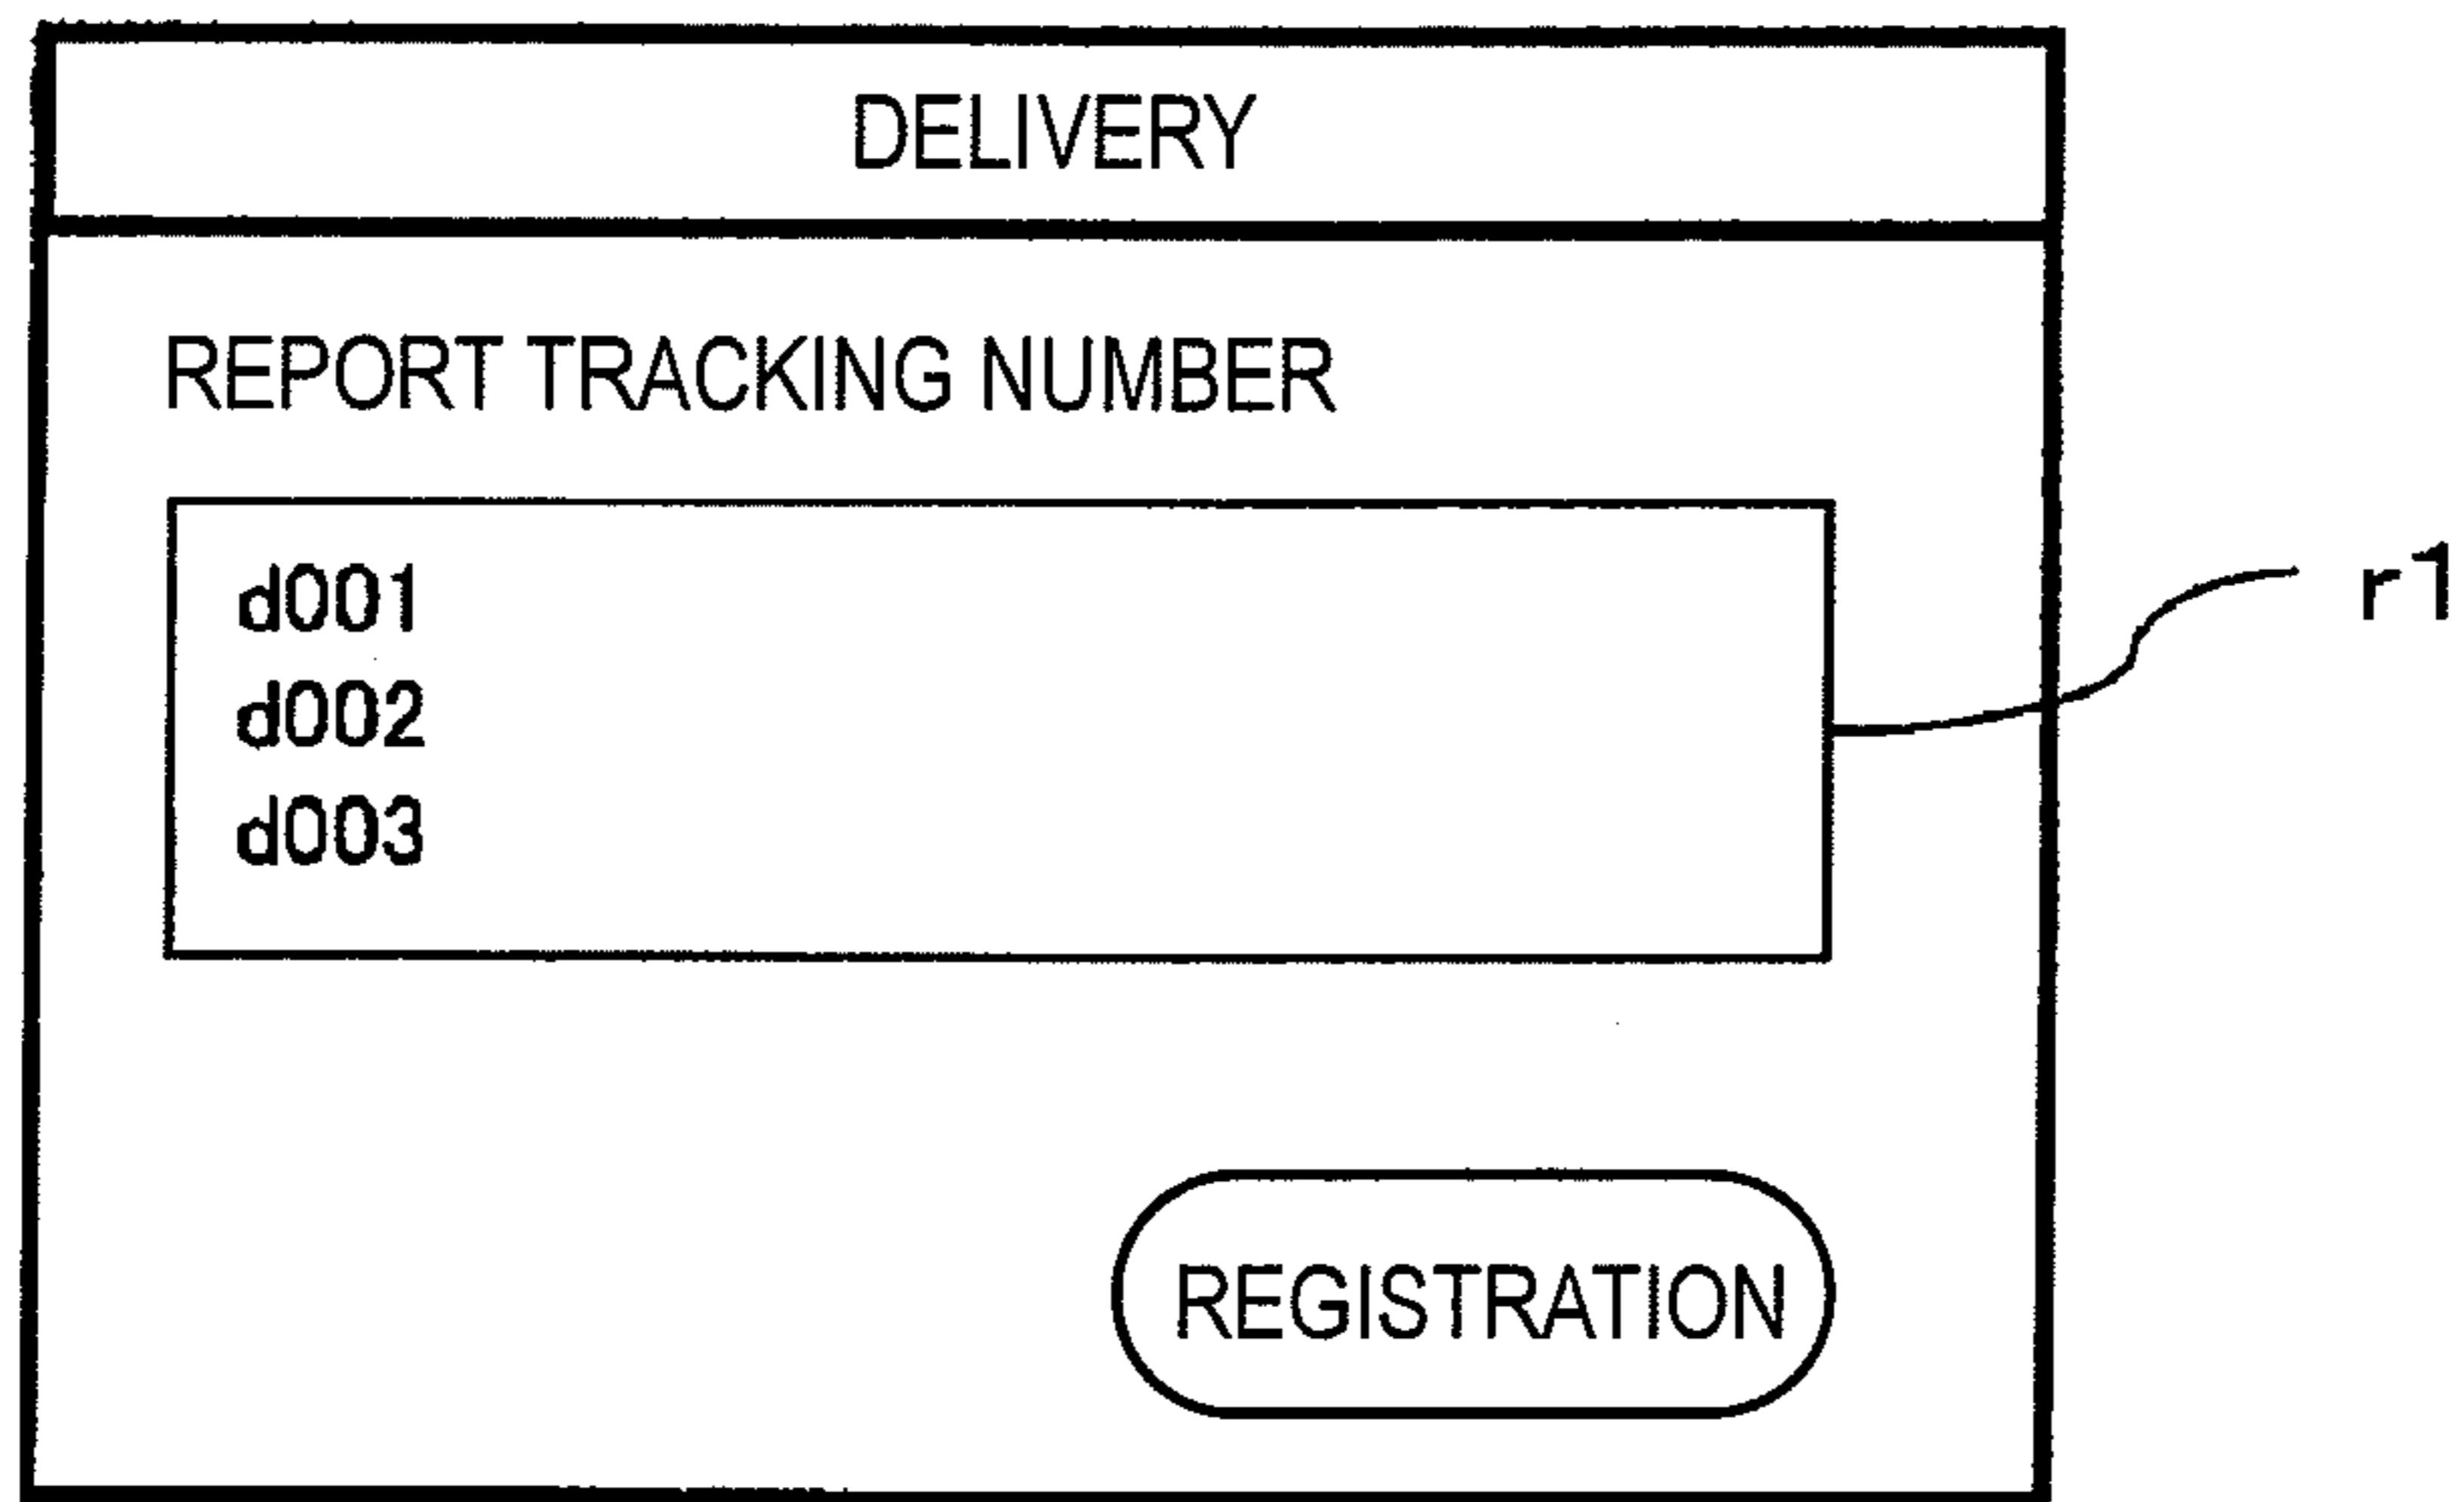 DELIVERY
REPORT TRACKING NUMBER
d001
r1
d002
d003
REGISTRATION